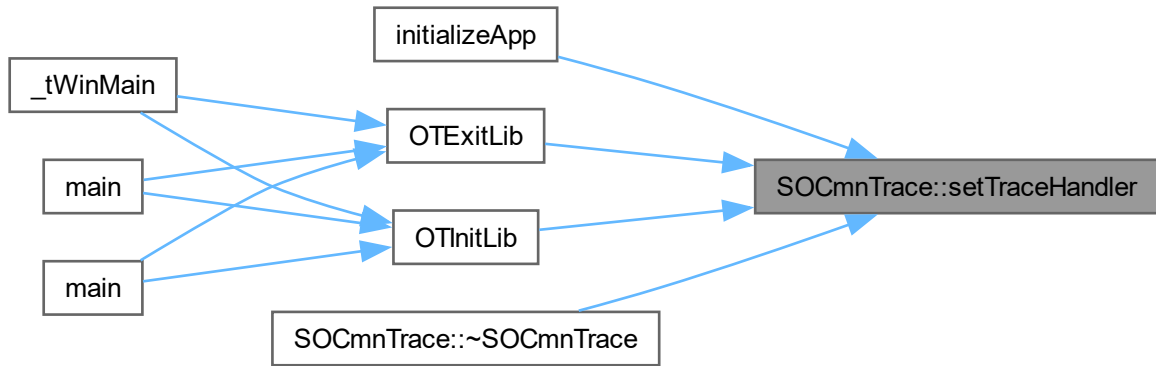 initializeApp
_tWinMain
OTExitLib
main
SOCmnTrace::setTraceHandler
OTInitLib
main
SOCmnTrace::~SOCmnTrace